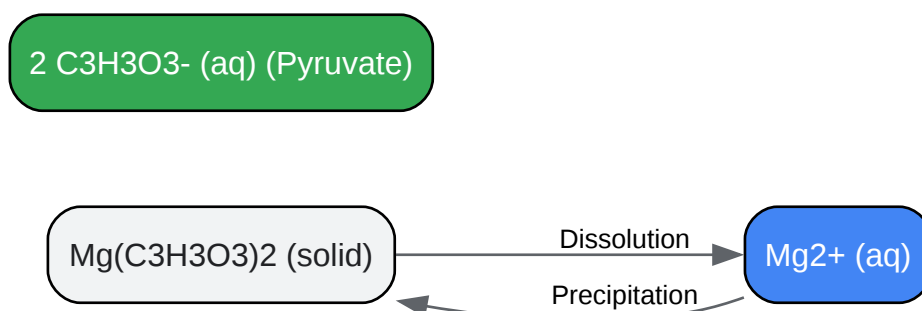 2 C3H3O3- (aq) (Pyruvate)
Mg(C3H3O3)2 (solid)
Dissolution
Mg2+ (aq)
Precipitation